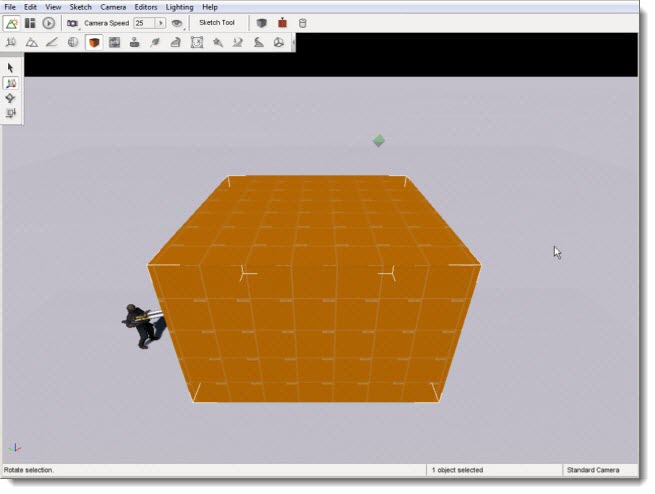 File Edit View Sketch Camera Editors Lighting Help
Camera Speed 25 Sketch Tool
Rotate selection. 1 object selected Standard Camera